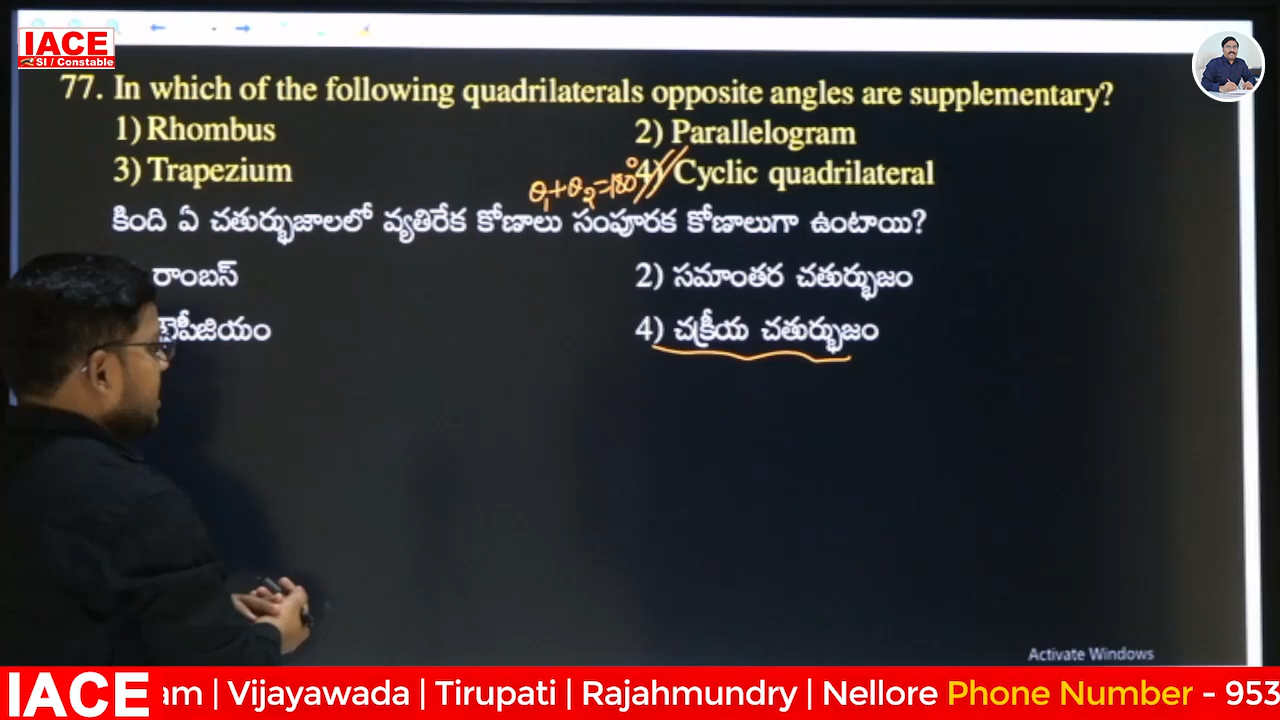 IACE
SI / Constable
77. In which of the following quadrilaterals opposite angles are supplementary?
1) Rhombus 2) Parallelogram
3) Trapezium 4) Cyclic quadrilateral
θ₁+θ₂=180°
కింది ఏ చతుర్భుజాలలో వ్యతిరేక కోణాలు సంపూరక కోణాలుగా ఉంటాయి?
రాంబస్ 2) సమాంతర చతుర్భుజం
4) చక్రీయ చతుర్భుజం
Activate Windows
IACE am | Vijayawada | Tirupati | Rajahmundry | Nellore Phone Number - 953